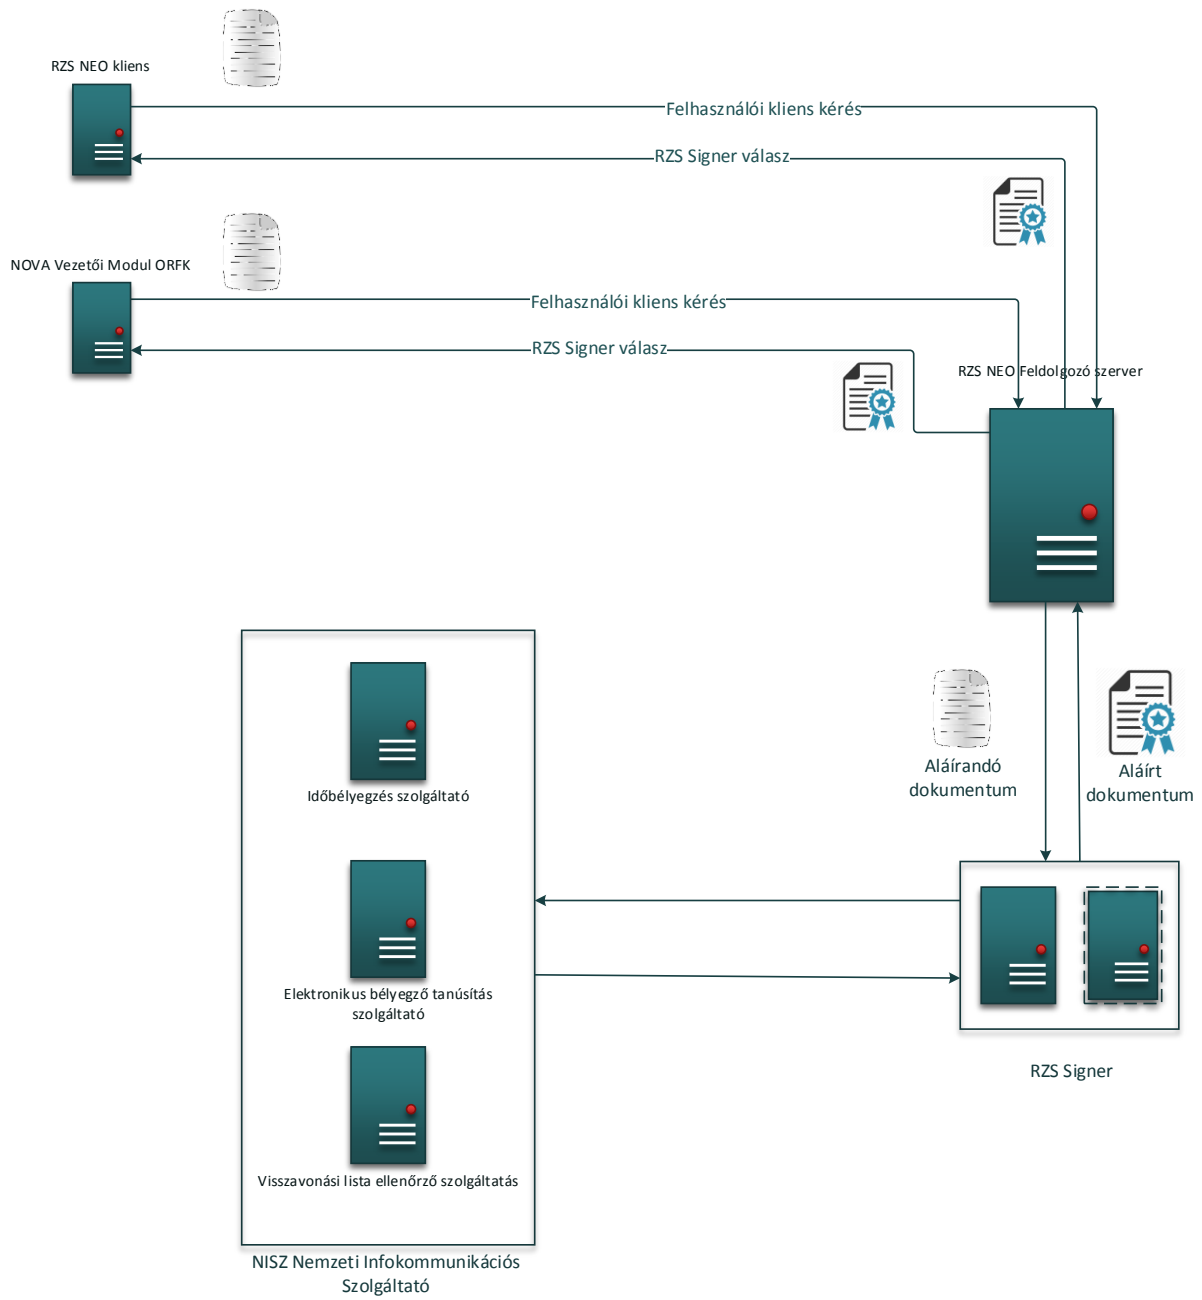 RZS NEO kliens
Felhasználói kliens kérés
RZS Signer válasz
NOVA Vezetői Modul ORFK
Felhasználói kliens kérés
RZS Signer válasz
RZS NEO Feldolgozó szerver
Aláírandó
dokumentum
Aláírt
dokumentum
Időbélyegzés szolgáltató
Elektronikus bélyegző tanúsítás
szolgáltató
Visszavonási lista ellenőrző szolgáltatás
RZS Signer
NISZ Nemzeti Infokommunikációs
Szolgáltató